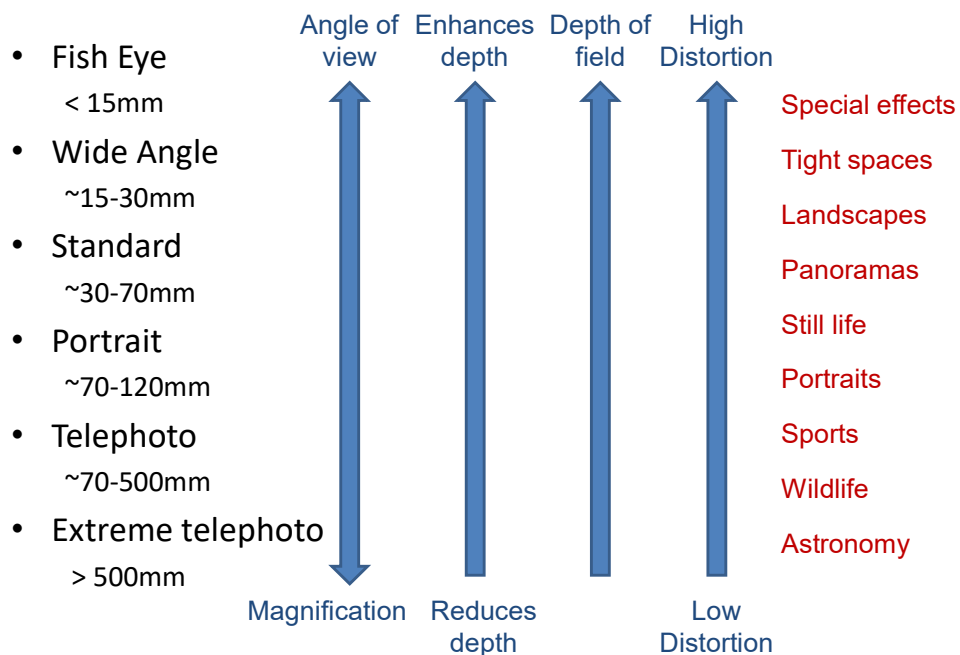 Angle of view
Enhances depth
Depth of field
High Distortion
• Fish Eye
< 15mm
• Wide Angle
~15-30mm
• Standard
~30-70mm
• Portrait
~70-120mm
• Telephoto
~70-500mm
• Extreme telephoto
> 500mm
Magnification
Reduces depth
Low Distortion
Special effects
Tight spaces
Landscapes
Panoramas
Still life
Portraits
Sports
Wildlife
Astronomy